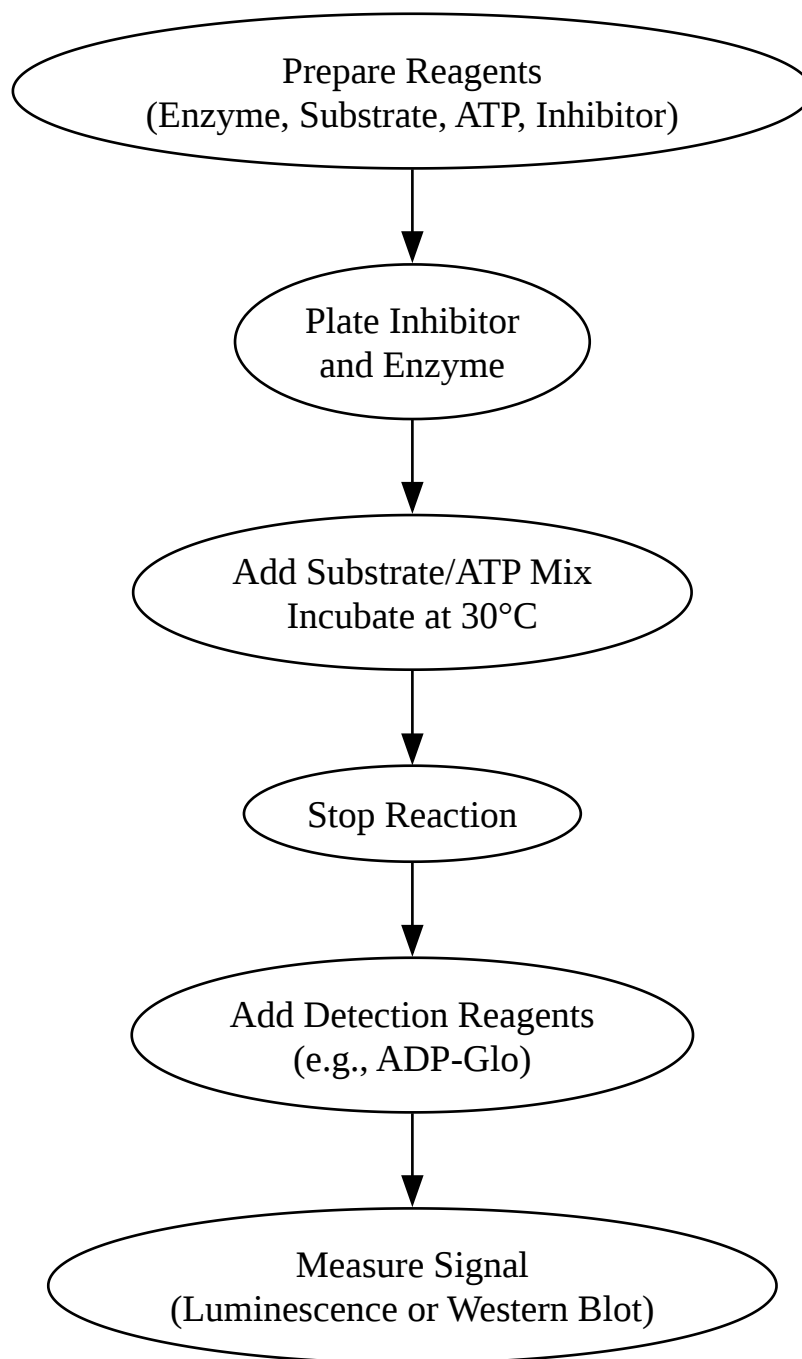 Prepare Reagents
(Enzyme, Substrate, ATP, Inhibitor)
Plate Inhibitor
and Enzyme
Add Substrate/ATP Mix
Incubate at 30°C
Stop Reaction
Add Detection Reagents
(e.g., ADP-Glo)
Measure Signal
(Luminescence or Western Blot)